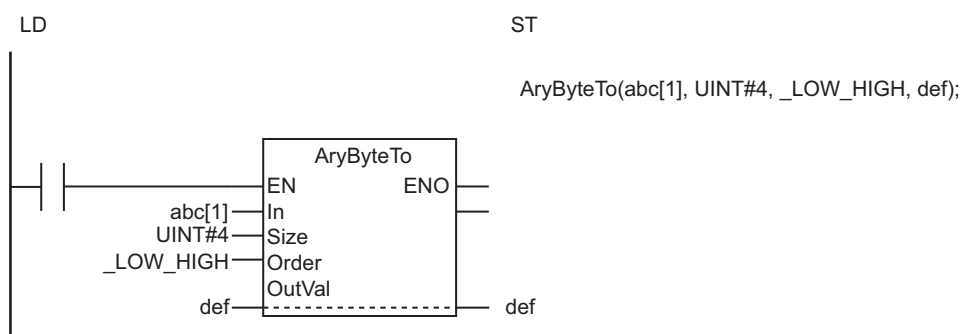 LD
ST
AryByteTo(abc[1], UINT#4, _LOW_HIGH, def);
AryByteTo
EN ENO
abc[1] In
UINT#4 Size
_LOW_HIGH Order
OutVal
def def